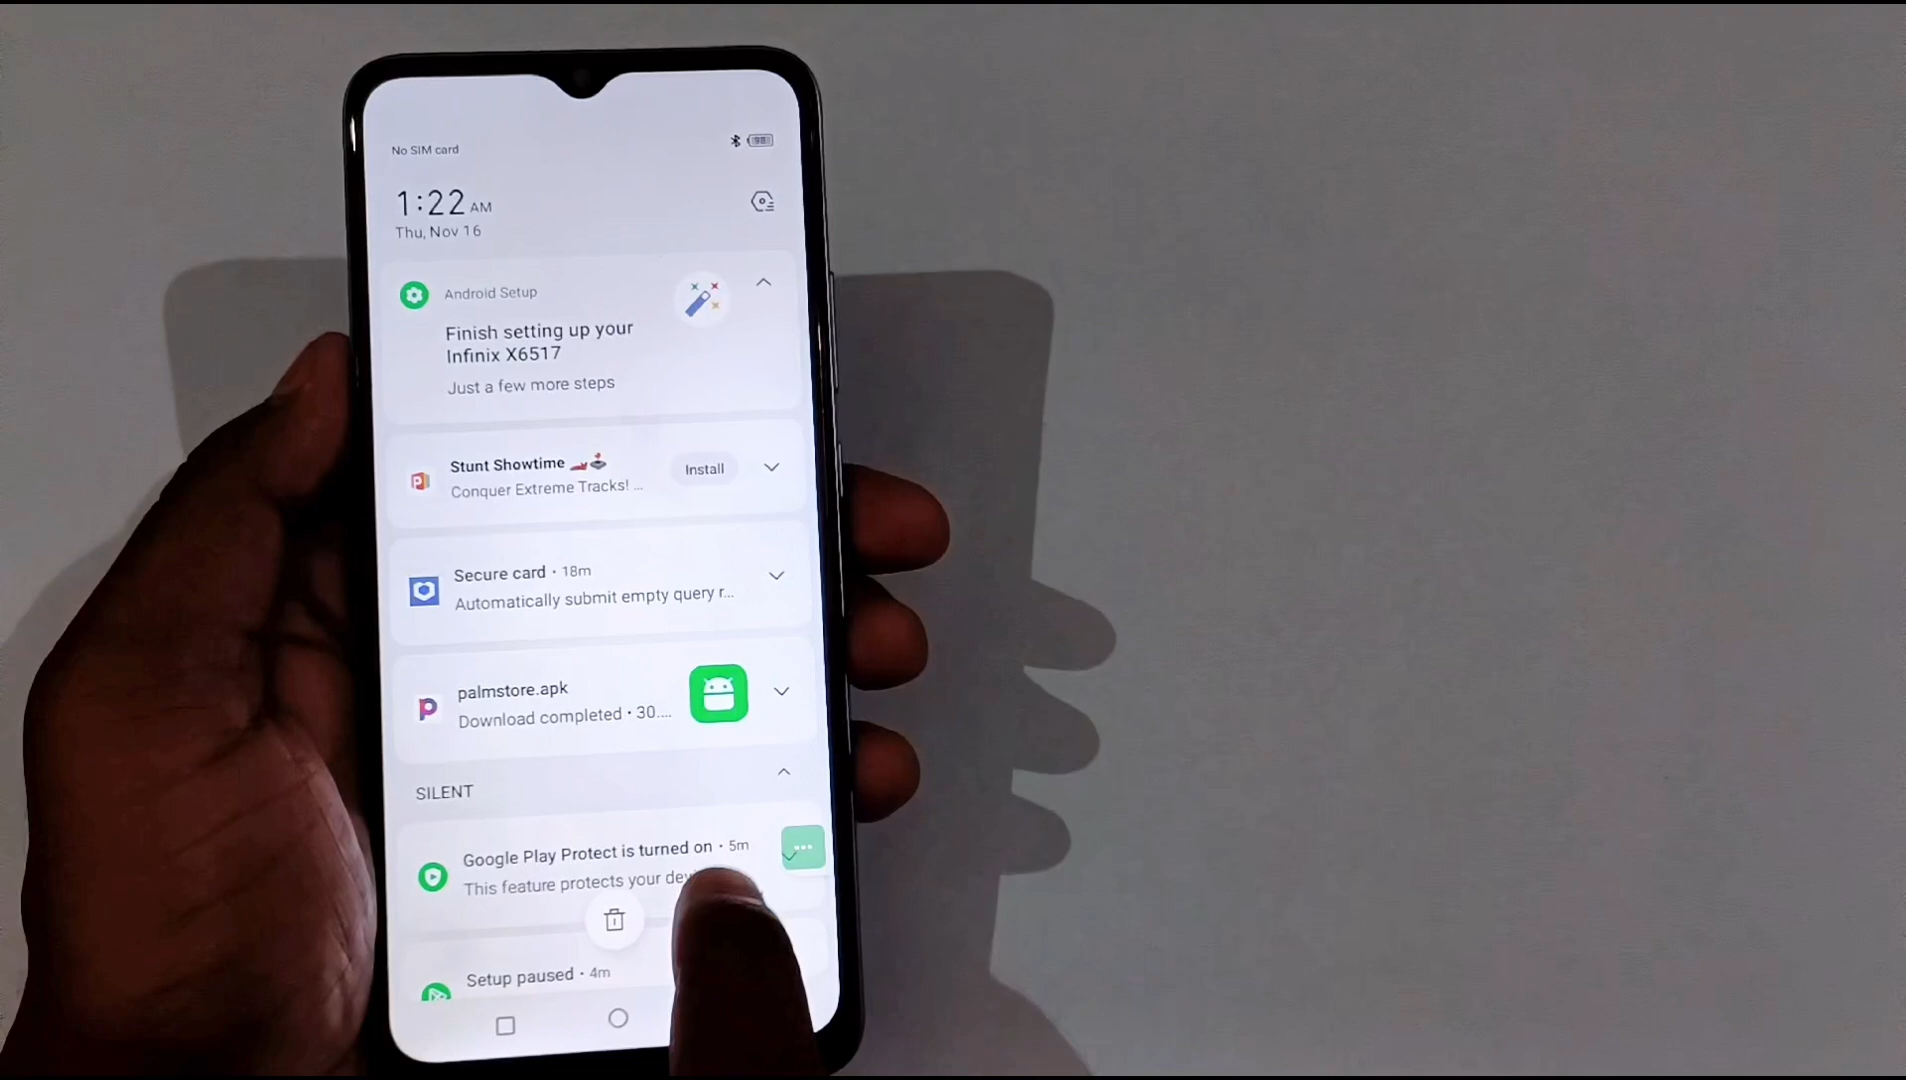 No SIM card
98
1:22 AM
Thu, Nov 16
Android Setup
Finish setting up your
Infinix X6517
Just a few more steps
Stunt Showtime
Install
Conquer Extreme Tracks! ...
Secure card · 18m
Automatically submit empty query r...
palmstore.apk
Download completed · 30....
SILENT
Google Play Protect is turned on · 5m
This feature protects your
Setup paused · 4m